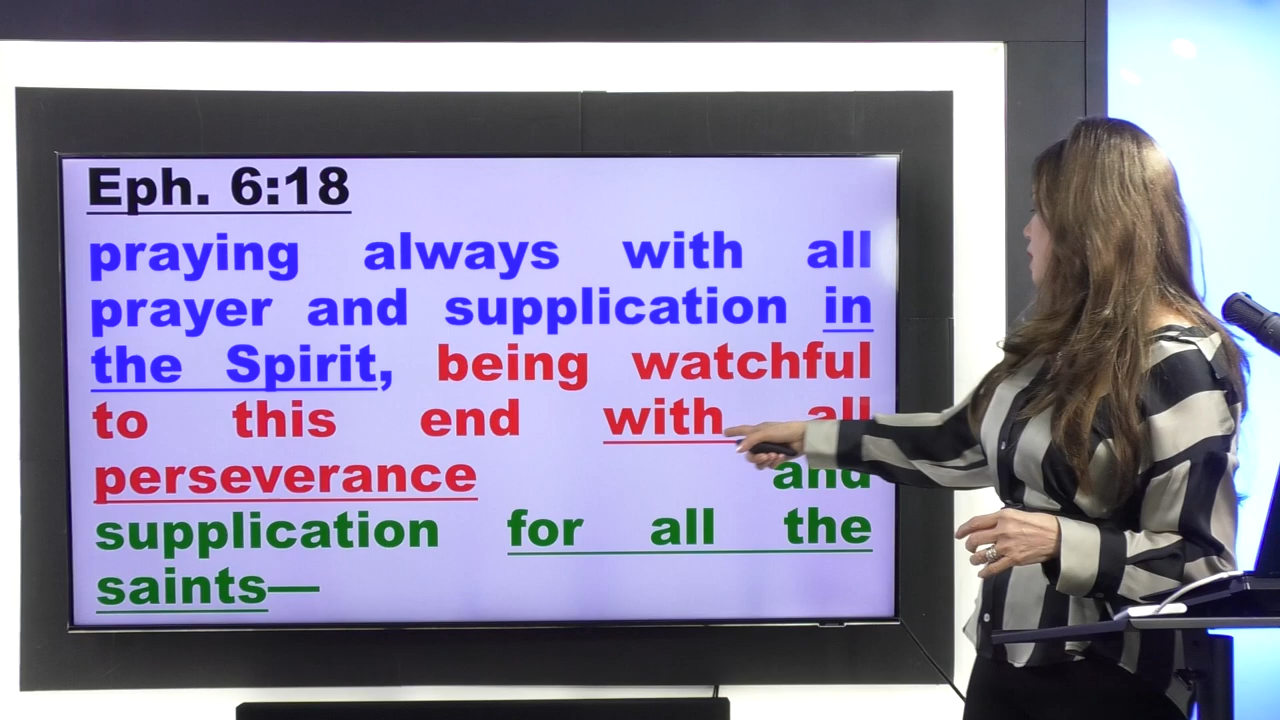 Eph. 6:18
praying always with all
prayer and supplication in
the Spirit, being watchful
to this end with all
perseverance and
supplication for all the
saints—